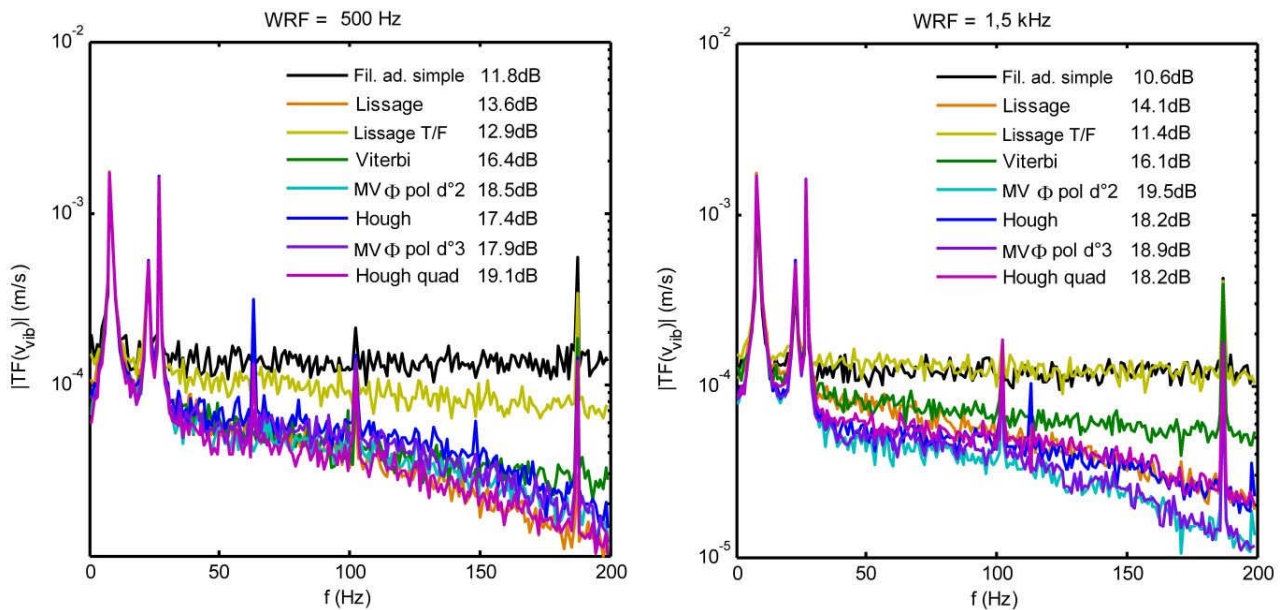 WRF = 500 Hz
10^-2
10^-3
10^-4
|TF(v_vib)| (m/s)
Fil. ad. simple 11.8dB
Lissage 13.6dB
Lissage T/F 12.9dB
Viterbi 16.4dB
MV Φ pol d°2 18.5dB
Hough 17.4dB
MV Φ pol d°3 17.9dB
Hough quad 19.1dB
0 50 100 150 200
f (Hz)
WRF = 1,5 kHz
10^-2
10^-3
10^-4
10^-5
|TF(v_vib)| (m/s)
Fil. ad. simple 10.6dB
Lissage 14.1dB
Lissage T/F 11.4dB
Viterbi 16.1dB
MV Φ pol d°2 19.5dB
Hough 18.2dB
MV Φ pol d°3 18.9dB
Hough quad 18.2dB
0 50 100 150 200
f (Hz)